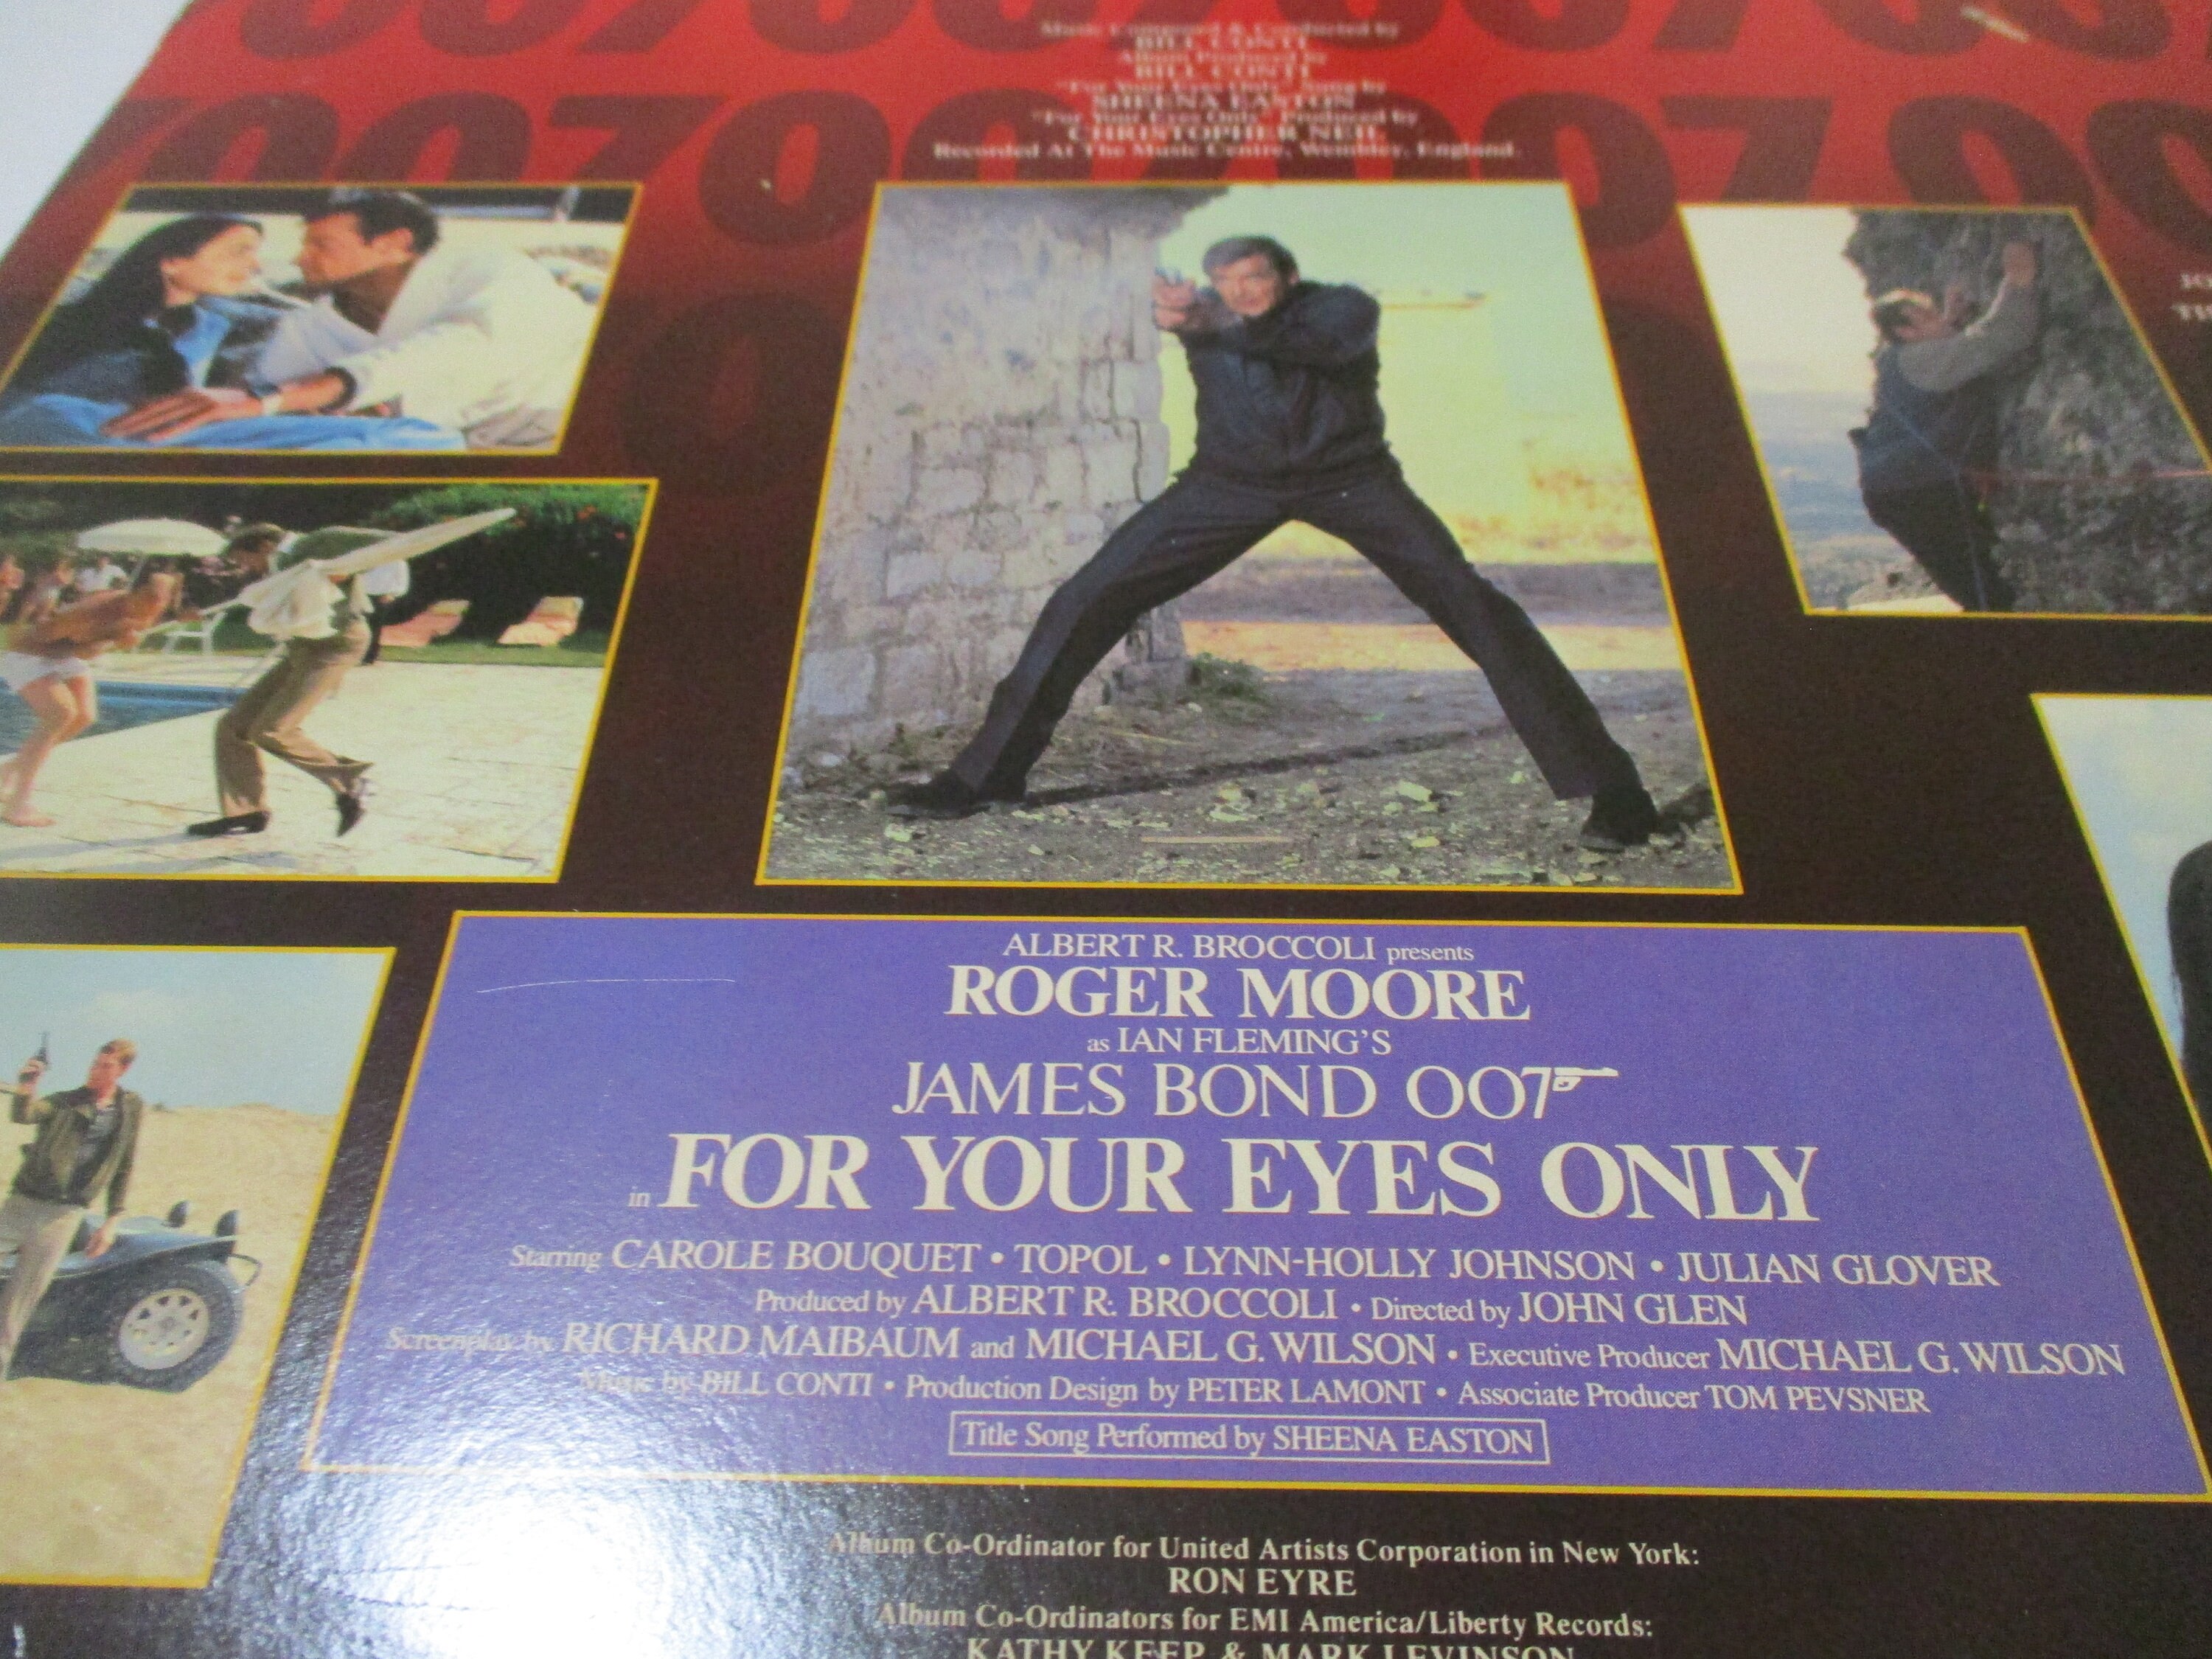 007007007007
Music Composed & Conducted by
BILL CONTI
Album Produced by
BILL CONTI
"For Your Eyes Only" Sung by
SHEENA EASTON
"For Your Eyes Only" Produced by
CHRISTOPHER NEIL
Recorded At The Music Centre, Wembley, England.
ALBERT R. BROCCOLI presents
ROGER MOORE
as IAN FLEMING'S
JAMES BOND 007
in FOR YOUR EYES ONLY
Starring CAROLE BOUQUET • TOPOL • LYNN-HOLLY JOHNSON • JULIAN GLOVER
Produced by ALBERT R. BROCCOLI • Directed by JOHN GLEN
Screenplay by RICHARD MAIBAUM and MICHAEL G. WILSON • Executive Producer MICHAEL G. WILSON
Music by BILL CONTI • Production Design by PETER LAMONT • Associate Producer TOM PEVSNER
Title Song Performed by SHEENA EASTON
Album Co-Ordinator for United Artists Corporation in New York:
RON EYRE
Album Co-Ordinators for EMI America/Liberty Records:
KATHY KEEP & MARK LEVINSON